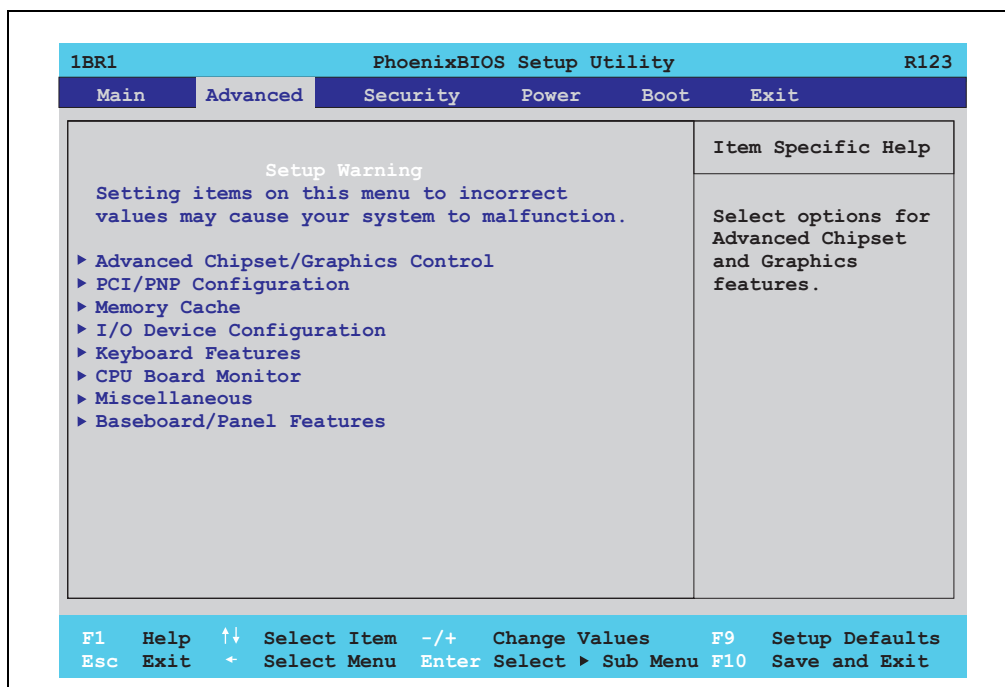 1BR1 PhoenixBIOS Setup Utility R123
Main Advanced Security Power Boot Exit
Setup Warning
Setting items on this menu to incorrect
values may cause your system to malfunction.
▶ Advanced Chipset/Graphics Control
▶ PCI/PNP Configuration
▶ Memory Cache
▶ I/O Device Configuration
▶ Keyboard Features
▶ CPU Board Monitor
▶ Miscellaneous
▶ Baseboard/Panel Features
Item Specific Help
Select options for
Advanced Chipset
and Graphics
features.
F1 Help ↑↓ Select Item -/+ Change Values F9 Setup Defaults
Esc Exit ← Select Menu Enter Select ▶ Sub Menu F10 Save and Exit